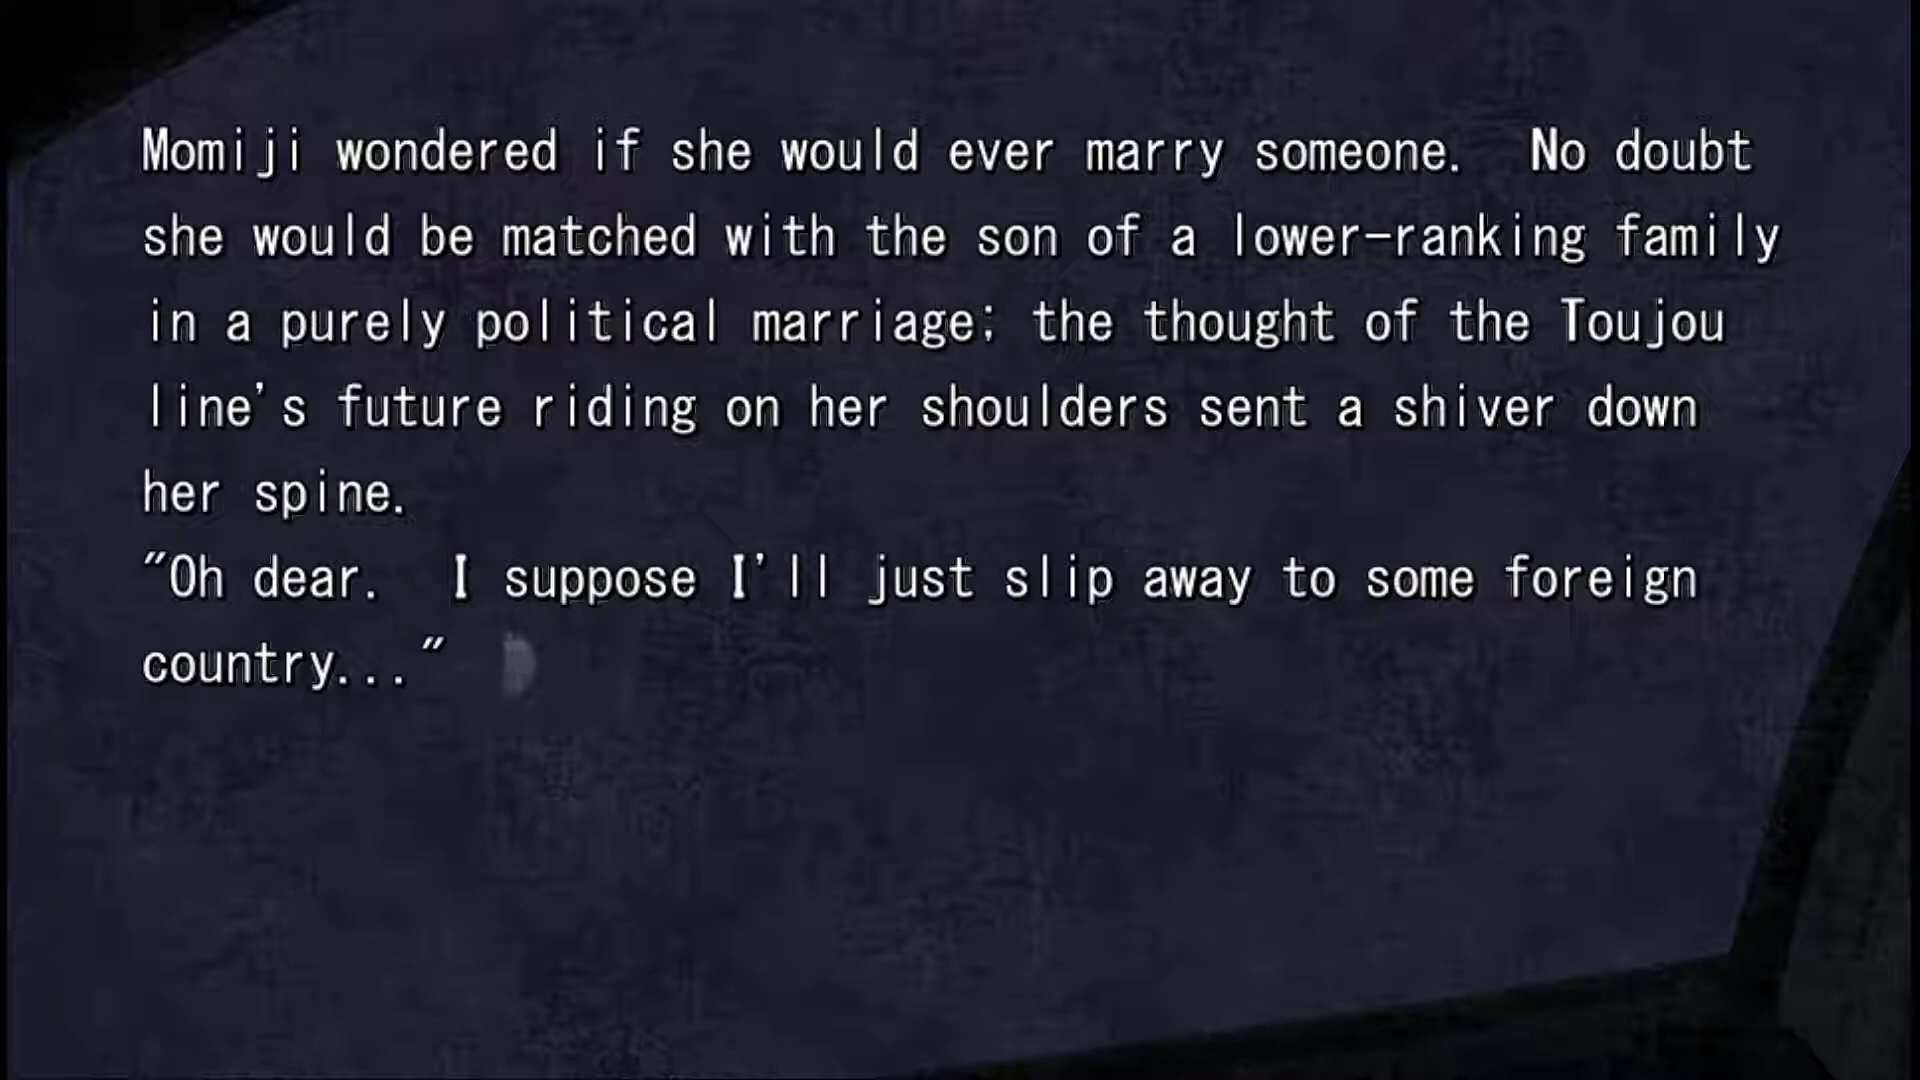 Momiji wondered if she would ever marry someone.  No doubt
she would be matched with the son of a lower-ranking family
in a purely political marriage; the thought of the Toujou
line's future riding on her shoulders sent a shiver down
her spine.
"Oh dear.  I suppose I'll just slip away to some foreign
country..."